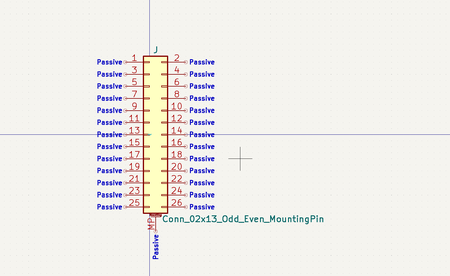 J
Passive 1 2 Passive
Passive 3 4 Passive
Passive 5 6 Passive
Passive 7 8 Passive
Passive 9 10 Passive
Passive 11 12 Passive
Passive 13 14 Passive
Passive 15 16 Passive
Passive 17 18 Passive
Passive 19 20 Passive
Passive 21 22 Passive
Passive 23 24 Passive
Passive 25 26 Passive
Conn_02x13_Odd_Even_MountingPin
MP
Passive